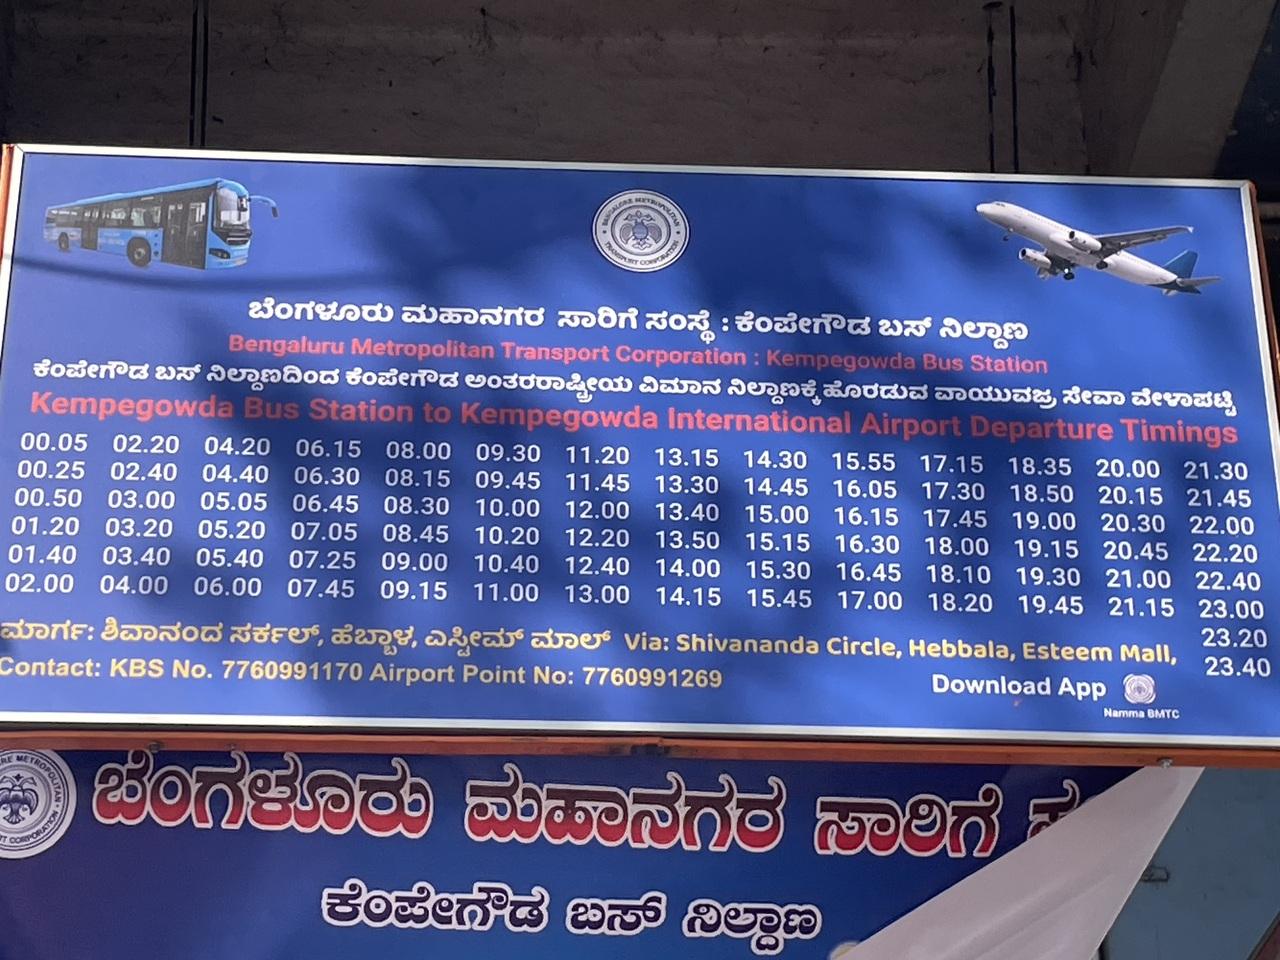 BANGALORE METROPOLITAN TRANSPORT CORPORATION
ಬೆಂಗಳೂರು ಮಹಾನಗರ ಸಾರಿಗೆ ಸಂಸ್ಥೆ : ಕೆಂಪೇಗೌಡ ಬಸ್ ನಿಲ್ದಾಣ
Bengaluru Metropolitan Transport Corporation : Kempegowda Bus Station
ಕೆಂಪೇಗೌಡ ಬಸ್ ನಿಲ್ದಾಣದಿಂದ ಕೆಂಪೇಗೌಡ ಅಂತರರಾಷ್ಟ್ರೀಯ ವಿಮಾನ ನಿಲ್ದಾಣಕ್ಕೆ ಹೊರಡುವ ವಾಯುವಜ್ರ ಸೇವಾ ವೇಳಾಪಟ್ಟಿ
Kempegowda Bus Station to Kempegowda International Airport Departure Timings
00.05 02.20 04.20 06.15 08.00 09.30 11.20 13.15 14.30 15.55 17.15 18.35 20.00 21.30
00.25 02.40 04.40 06.30 08.15 09.45 11.45 13.30 14.45 16.05 17.30 18.50 20.15 21.45
00.50 03.00 05.05 06.45 08.30 10.00 12.00 13.40 15.00 16.15 17.45 19.00 20.30 22.00
01.20 03.20 05.20 07.05 08.45 10.20 12.20 13.50 15.15 16.30 18.00 19.15 20.45 22.20
01.40 03.40 05.40 07.25 09.00 10.40 12.40 14.00 15.30 16.45 18.10 19.30 21.00 22.40
02.00 04.00 06.00 07.45 09.15 11.00 13.00 14.15 15.45 17.00 18.20 19.45 21.15 23.00
23.20
23.40
ಮಾರ್ಗ: ಶಿವಾನಂದ ಸರ್ಕಲ್, ಹೆಬ್ಬಾಳ, ಎಸ್ಟೀಮ್ ಮಾಲ್ Via: Shivananda Circle, Hebbala, Esteem Mall,
Contact: KBS No. 7760991170 Airport Point No: 7760991269
Download App
Namma BMTC
ಬೆಂಗಳೂರು ಮಹಾನಗರ ಸಾರಿಗೆ
ಕೆಂಪೇಗೌಡ ಬಸ್ ನಿಲ್ದಾಣ